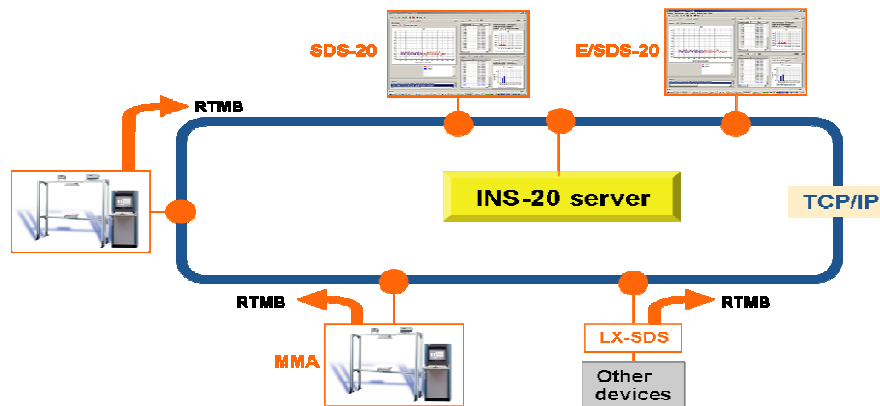 SDS-20
E/SDS-20
RTMB
INS-20 server
TCP/IP
RTMB
RTMB
MMA
LX-SDS
Other
devices